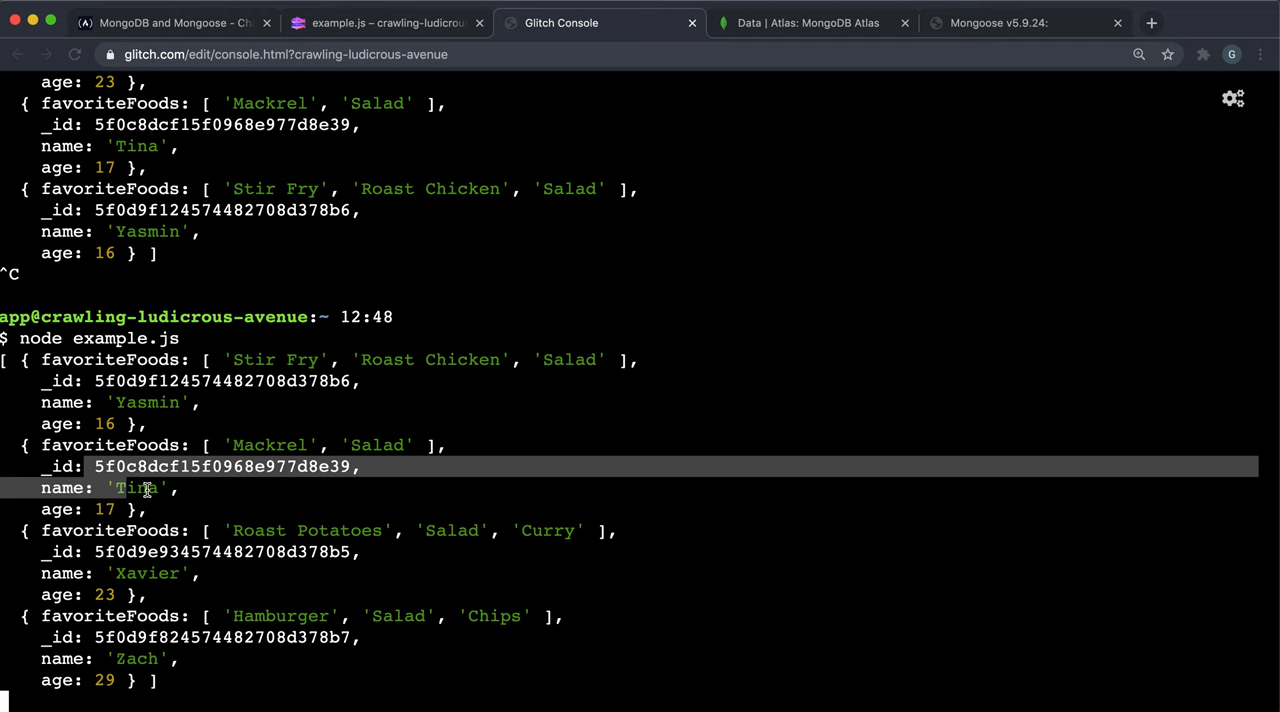 MongoDB and Mongoose - Cha
example.js – crawling-ludicrous
Glitch Console
Data | Atlas: MongoDB Atlas
Mongoose v5.9.24:
glitch.com/edit/console.html?crawling-ludicrous-avenue
G
age: 23 },
{ favoriteFoods: [ 'Mackrel', 'Salad' ],
_id: 5f0c8dcf15f0968e977d8e39,
name: 'Tina',
age: 17 },
{ favoriteFoods: [ 'Stir Fry', 'Roast Chicken', 'Salad' ],
_id: 5f0d9f124574482708d378b6,
name: 'Yasmin',
age: 16 } ]
^C
app@crawling-ludicrous-avenue:~ 12:48
$ node example.js
[ { favoriteFoods: [ 'Stir Fry', 'Roast Chicken', 'Salad' ],
_id: 5f0d9f124574482708d378b6,
name: 'Yasmin',
age: 16 },
{ favoriteFoods: [ 'Mackrel', 'Salad' ],
_id: 5f0c8dcf15f0968e977d8e39,
name: 'Tina',
age: 17 },
{ favoriteFoods: [ 'Roast Potatoes', 'Salad', 'Curry' ],
_id: 5f0d9e934574482708d378b5,
name: 'Xavier',
age: 23 },
{ favoriteFoods: [ 'Hamburger', 'Salad', 'Chips' ],
_id: 5f0d9f824574482708d378b7,
name: 'Zach',
age: 29 } ]